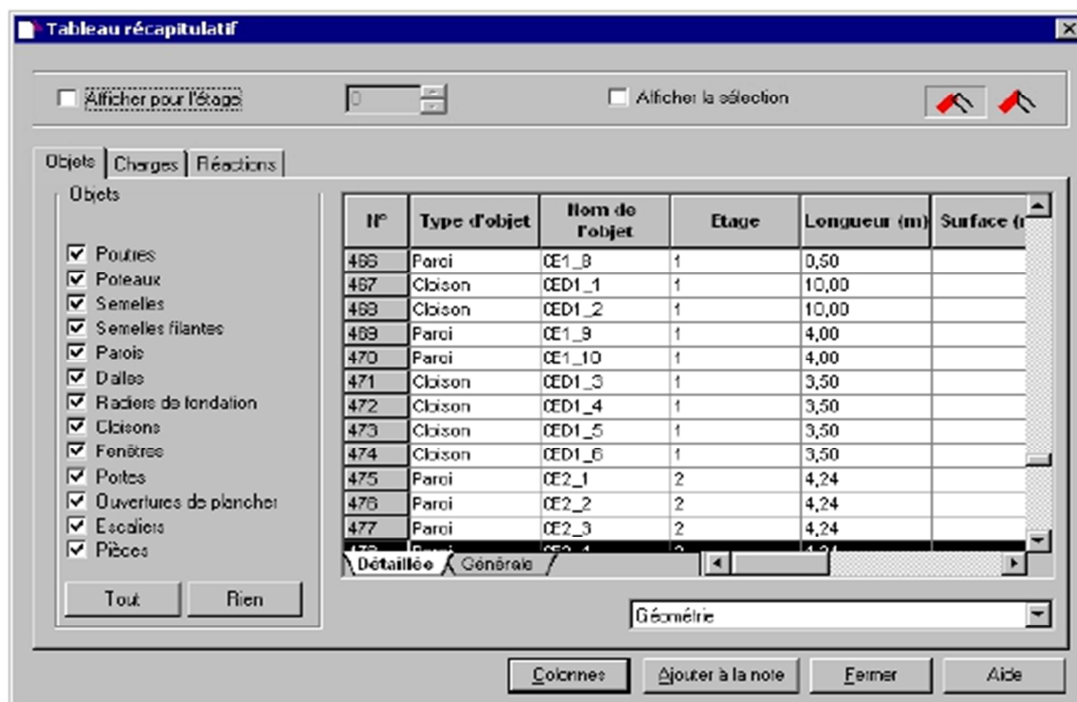 Tableau récapitulatif
Afficher pour l'étage
0
Afficher la sélection
Objets Charges Réactions
Objets
Poutres
Poteaux
Semelles
Semelles filantes
Parois
Dalles
Radiers de fondation
Cloisons
Fenêtres
Portes
Ouvertures de plancher
Escaliers
Pièces
Tout Rien
N° Type d'objet Nom de l'objet Etage Longueur (m) Surface (
466 Paroi CE1_8 1 0,50
467 Cloison CED1_1 1 10,00
468 Cloison CED1_2 1 10,00
469 Paroi CE1_9 1 4,00
470 Paroi CE1_10 1 4,00
471 Cloison CED1_3 1 3,50
472 Cloison CED1_4 1 3,50
473 Cloison CED1_5 1 3,50
474 Cloison CED1_6 1 3,50
475 Paroi CE2_1 2 4,24
476 Paroi CE2_2 2 4,24
477 Paroi CE2_3 2 4,24
Détaillée Générale
Géométrie
Colonnes Ajouter à la note Fermer Aide